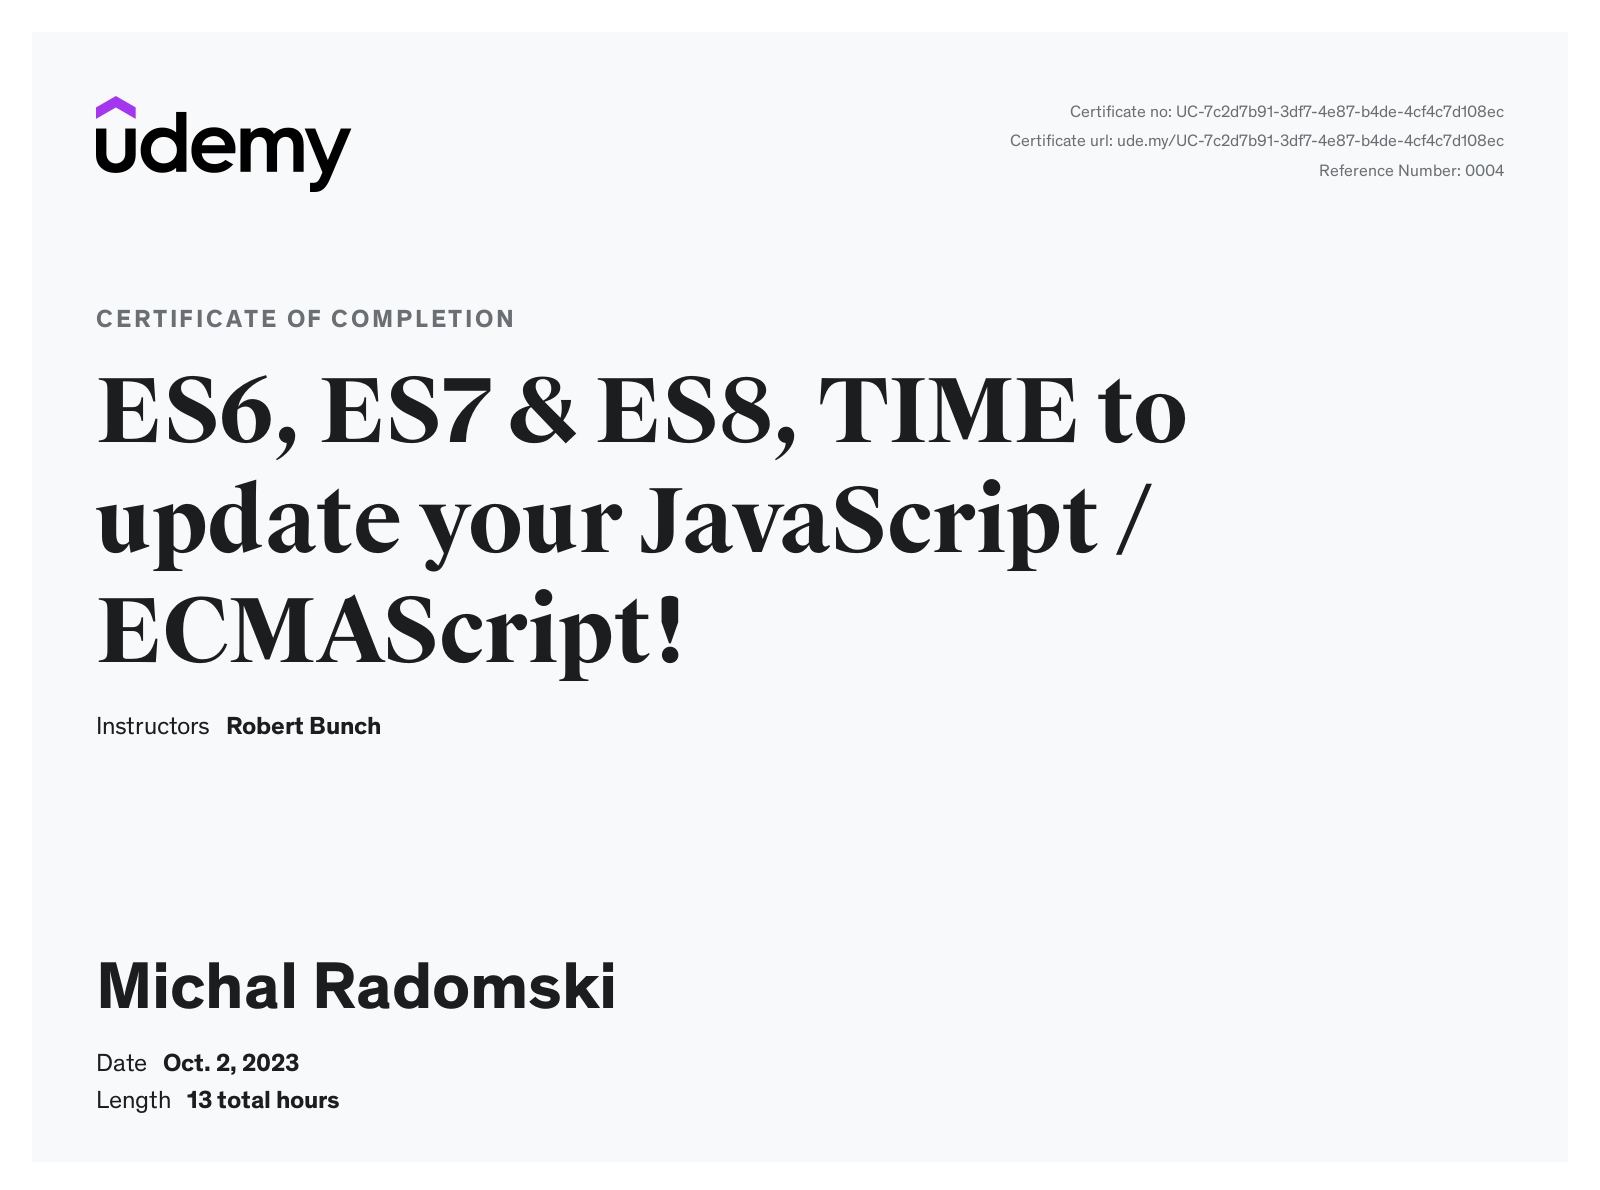 udemy
Certificate no: UC-7c2d7b91-3df7-4e87-b4de-4cf4c7d108ec
Certificate url: ude.my/UC-7c2d7b91-3df7-4e87-b4de-4cf4c7d108ec
Reference Number: 0004
CERTIFICATE OF COMPLETION
ES6, ES7 & ES8, TIME to
update your JavaScript /
ECMAScript!
Instructors Robert Bunch
Michal Radomski
Date Oct. 2, 2023
Length 13 total hours